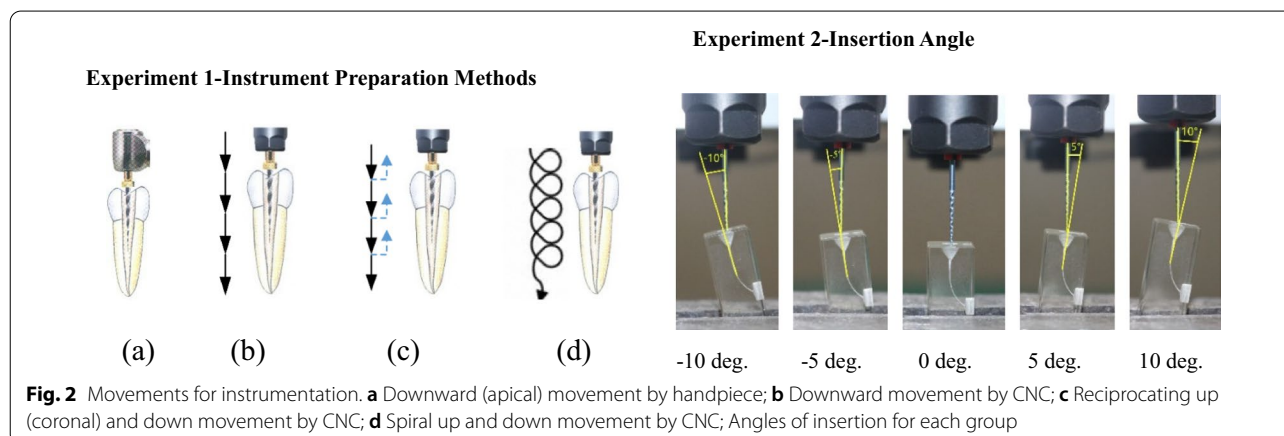 Experiment 2-Insertion Angle
Experiment 1-Instrument Preparation Methods
-10°
-5°
5°
10°
(a) (b) (c) (d)
-10 deg. -5 deg. 0 deg. 5 deg. 10 deg.
Fig. 2 Movements for instrumentation. a Downward (apical) movement by handpiece; b Downward movement by CNC; c Reciprocating up
(coronal) and down movement by CNC; d Spiral up and down movement by CNC; Angles of insertion for each group